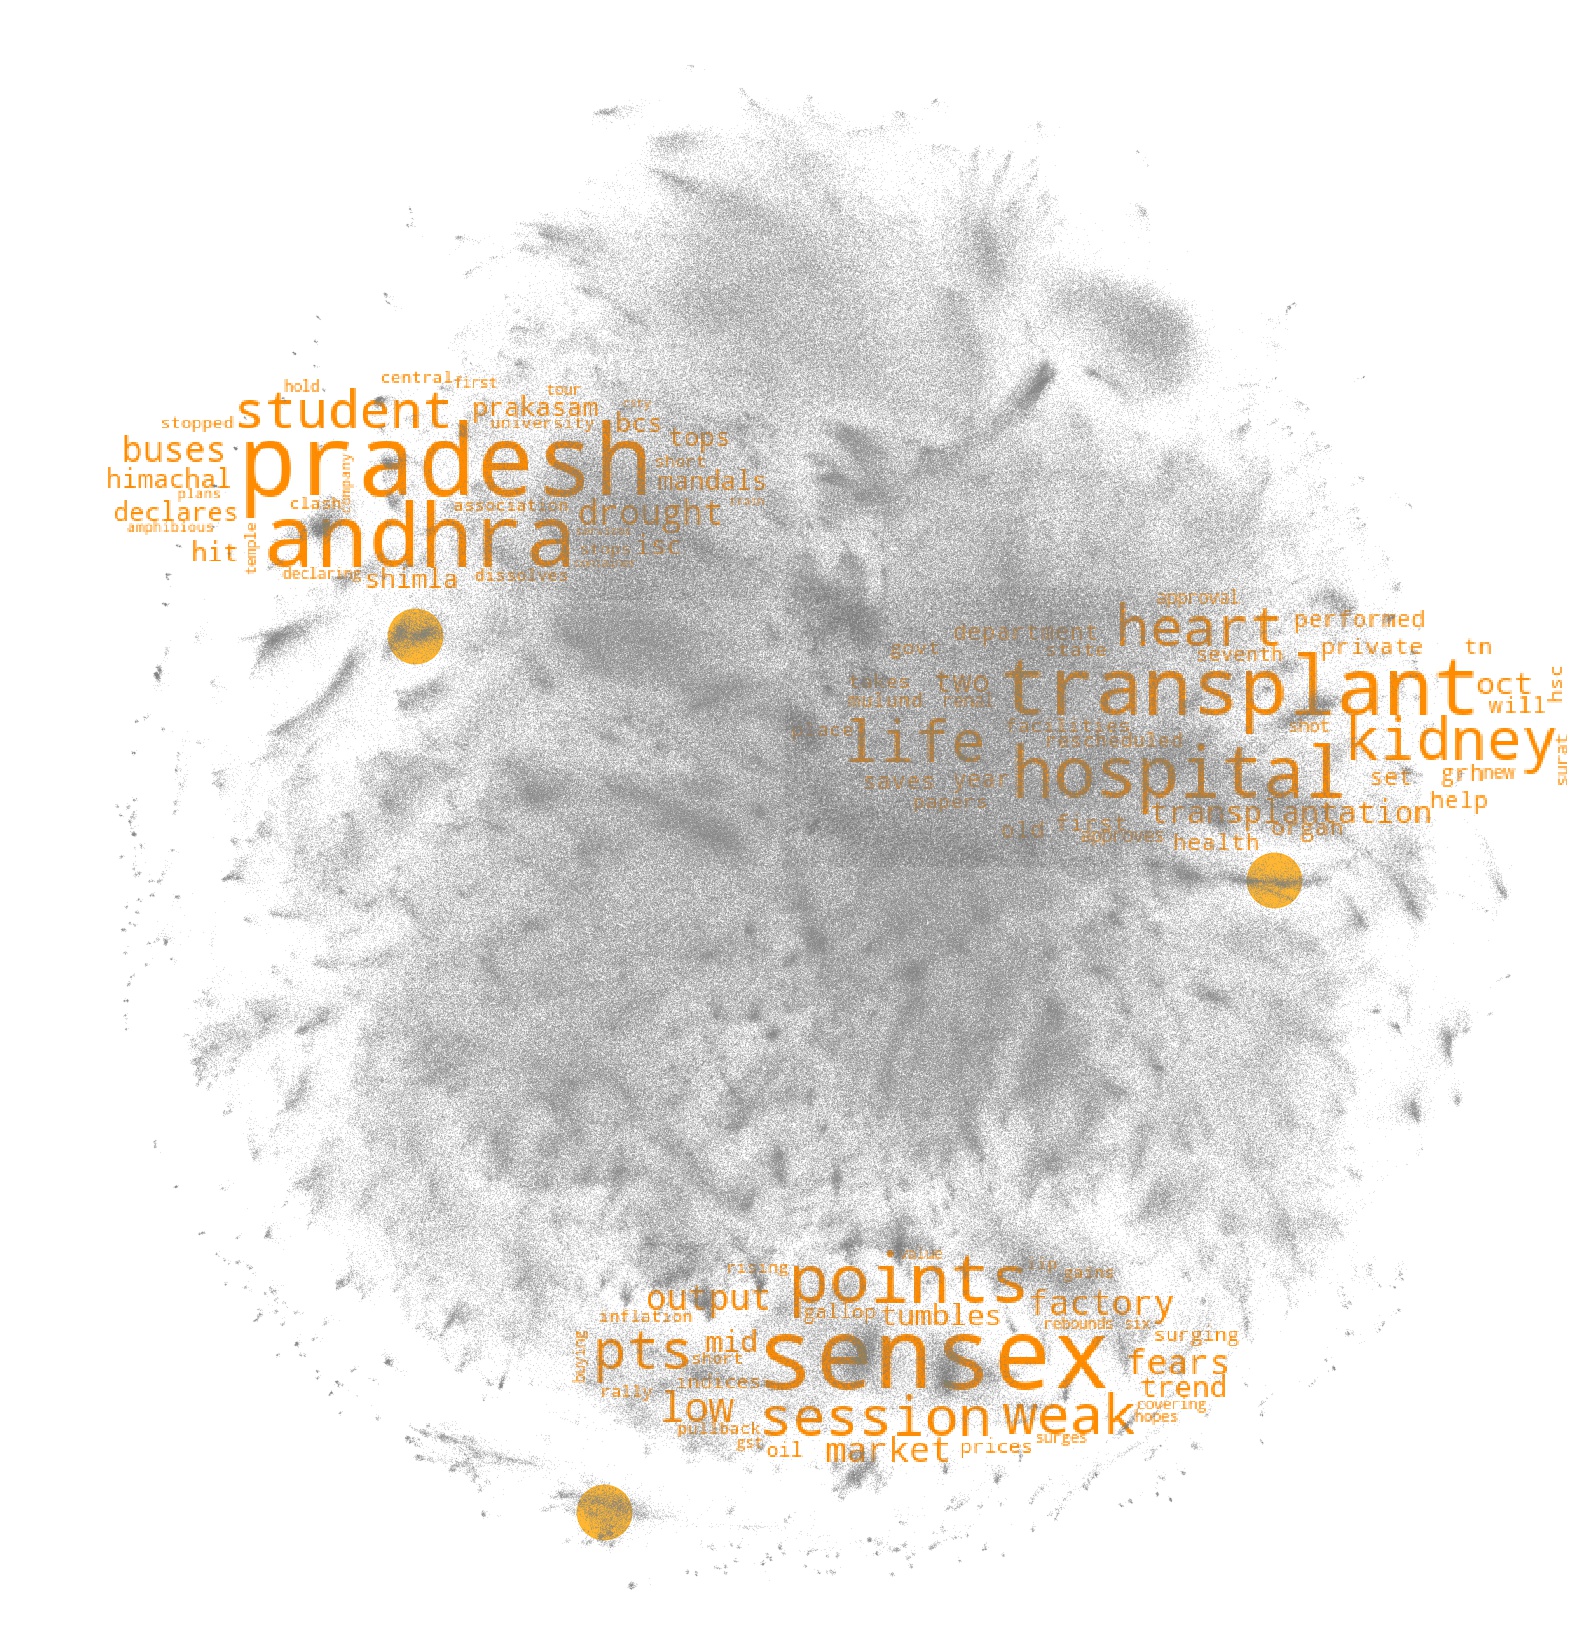 hold central first tour
student prakasam
stopped university bcs
buses pradesh tops
himachal company short mandals
plans
declares clash association drought
amphibious andhra
hit temple stops isc
declaring shimla dissolves
approval
department heart performed
govt state seventh private tn
takes two transplant oct hsc
renal will
place life facilities shot kidney
rescheduled surat
saves year hospital set grh new
papers transplantation help
old first organ
approves health
rising points gains
output gallop tumbles factory
inflation rebounds six surging
buying pts mid sensex fears
short
rally indices trend
low session weak covering
hopes
pullback
gst oil market prices surges